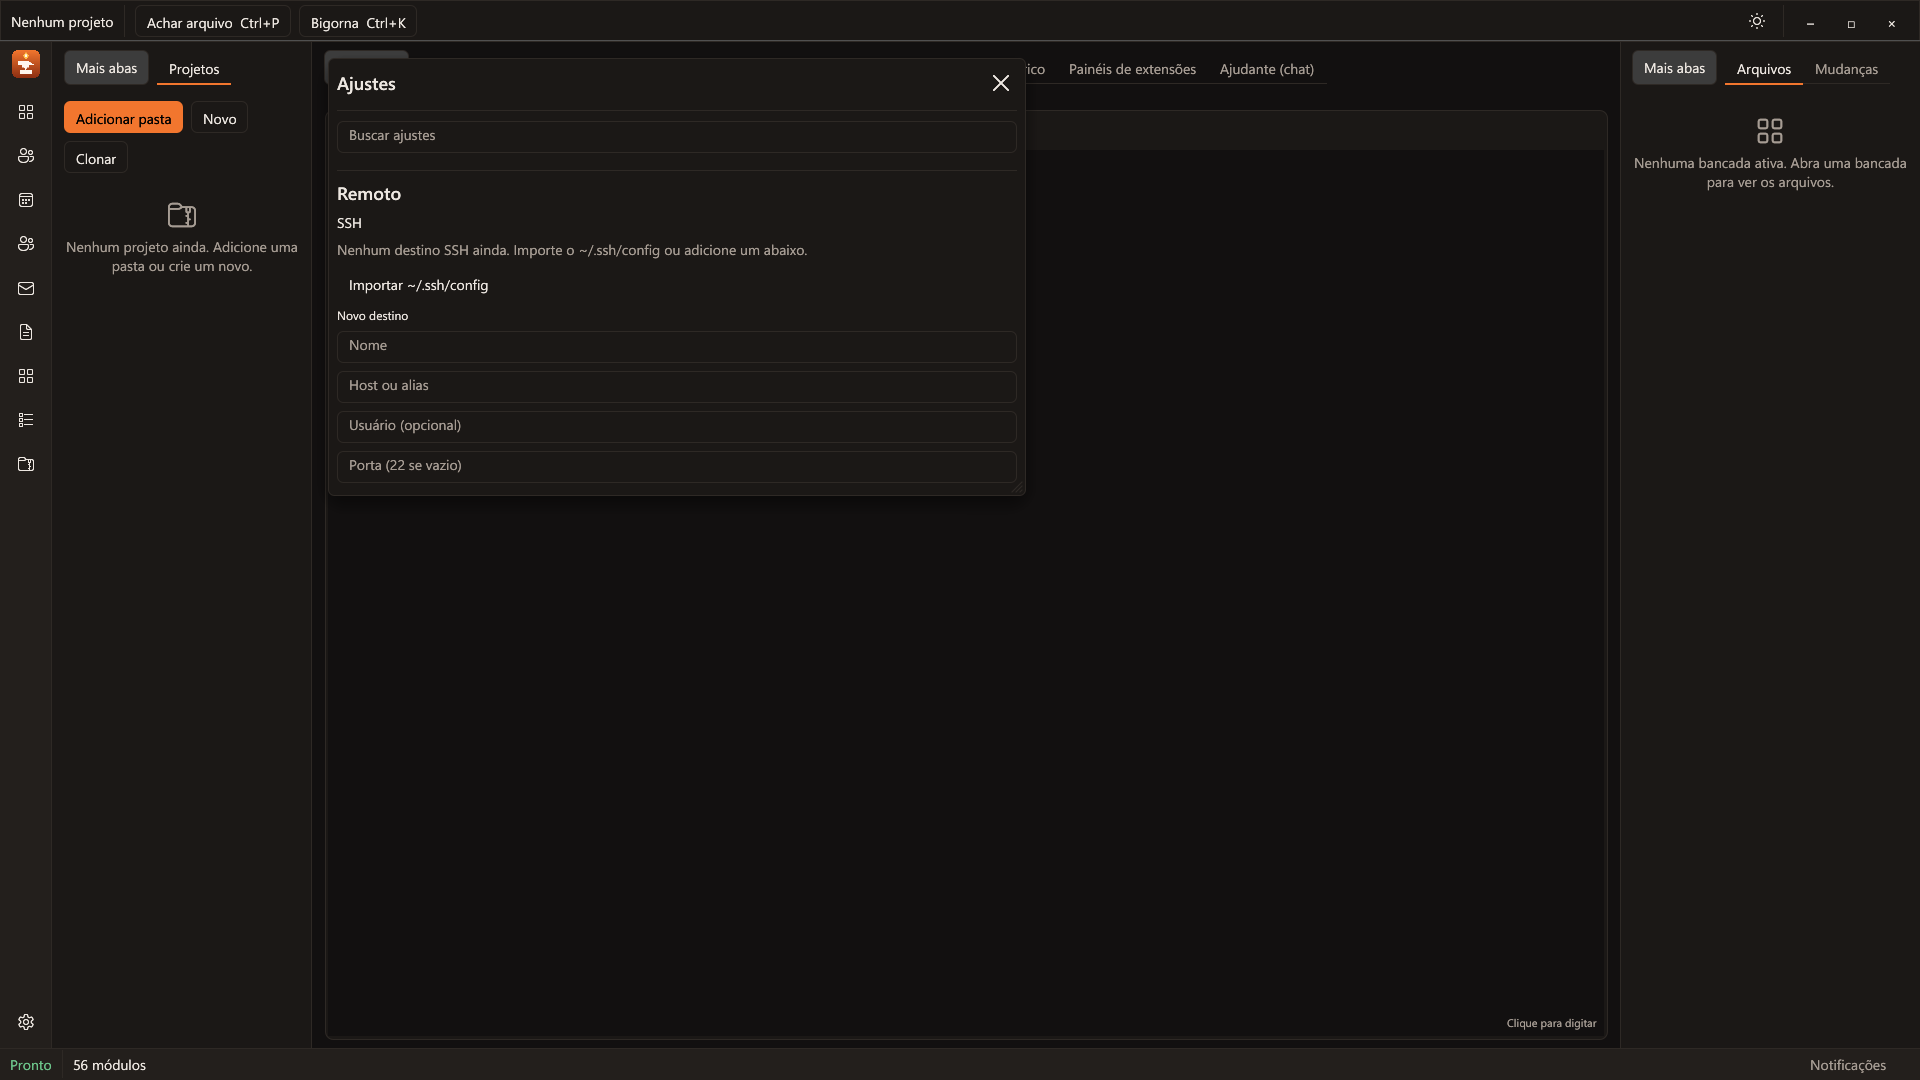 Nenhum projeto
Achar arquivo Ctrl+P
Bigorna Ctrl+K
Mais abas
Projetos
Adicionar pasta
Novo
Clonar
Nenhum projeto ainda. Adicione uma
pasta ou crie um novo.
Ajustes
Buscar ajustes
Remoto
SSH
Nenhum destino SSH ainda. Importe o ~/.ssh/config ou adicione um abaixo.
Importar ~/.ssh/config
Novo destino
Nome
Host ou alias
Usuário (opcional)
Porta (22 se vazio)
Painéis de extensões
Ajudante (chat)
Clique para digitar
Mais abas
Arquivos
Mudanças
Nenhuma bancada ativa. Abra uma bancada
para ver os arquivos.
Pronto
56 módulos
Notificações